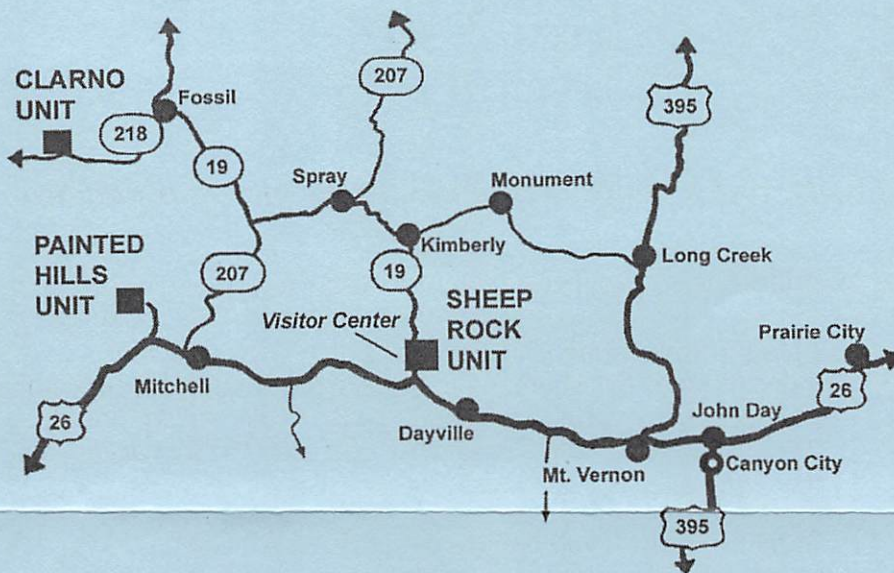 CLARNO
UNIT
Fossil
207
395
218
19
Spray
Monument
PAINTED
HILLS
UNIT
207
Kimberly
19
Long Creek
Visitor Center
SHEEP
ROCK
UNIT
Prairie City
Mitchell
26
26
Dayville
John Day
Mt. Vernon
Canyon City
395